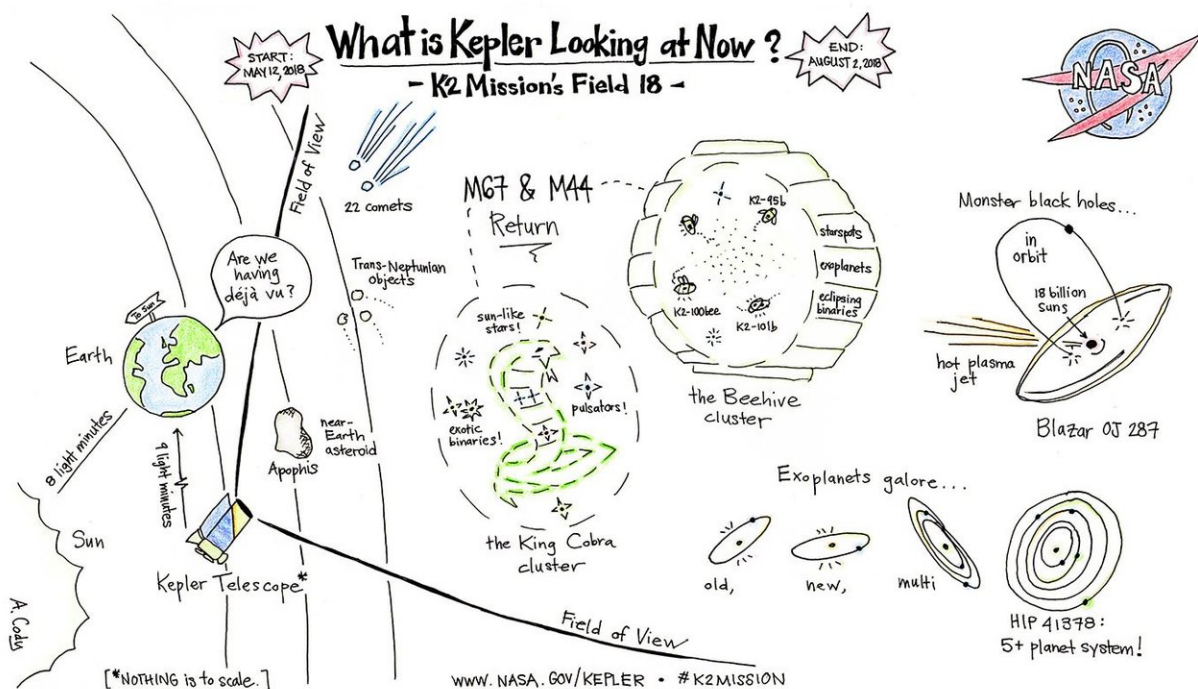 What is Kepler Looking at Now?
- K2 Mission's Field 18 -
START:
MAY 12, 2018
END:
AUGUST 2, 2018
NASA
Field of View
22 comets
Are we
having
déjà vu?
Trans-Neptunian
objects
To Sun
Earth
8 light minutes
9 light minutes
near-
Earth
asteroid
Apophis
Sun
Kepler Telescope*
A. Cody
[*NOTHING is to scale.]
Field of View
M67 & M44
Return
sun-like
stars!
pulsators!
exotic
binaries!
the King Cobra
cluster
K2-95b
K2-100bee
K2-101b
starspots
exoplanets
eclipsing
binaries
the Beehive
cluster
Monster black holes...
in
orbit
18 billion
Suns
hot plasma
jet
Blazar OJ 287
Exoplanets galore...
old,
new,
multi
HIP 41378:
5+ planet system!
WWW.NASA.GOV/KEPLER • #K2MISSION